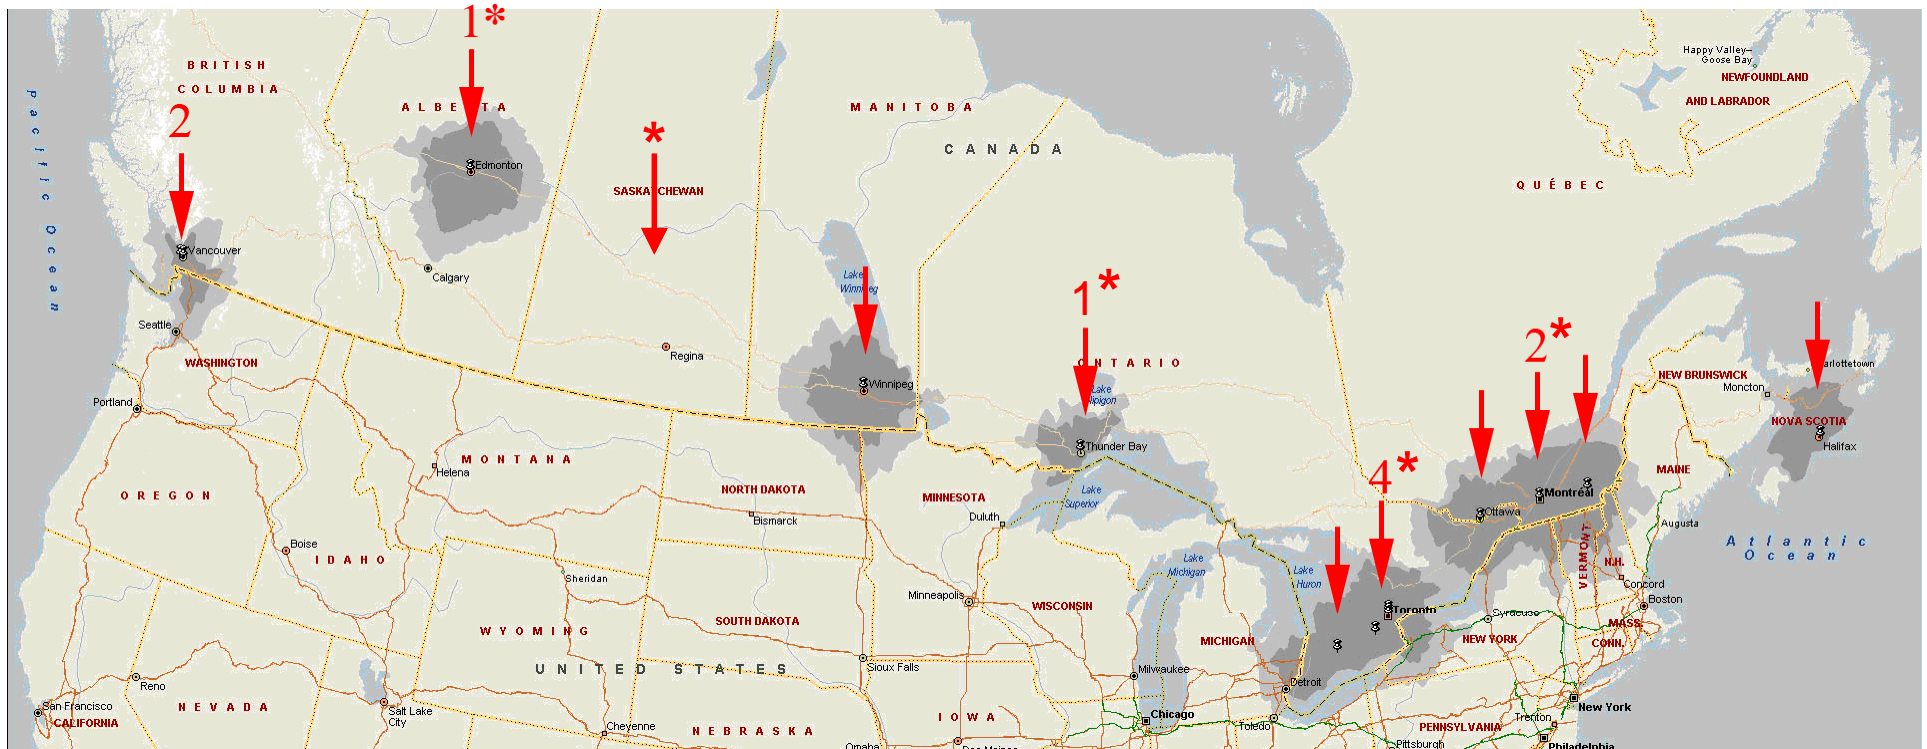 1*
BRITISH
COLUMBIA
ALBERTA
MANITOBA
CANADA
2
*
SASKATCHEWAN
QUÉBEC
Happy Valley-
Goose Bay
NEWFOUNDLAND
AND LABRADOR
Pacific Ocean
Edmonton
Vancouver
Calgary
Lake
Winnipeg
1*
Seattle
WASHINGTON
Regina
Winnipeg
ONTARIO
Lake
Nipigon
2*
NEW BRUNSWICK
Charlottetown
Moncton
NOVA SCOTIA
Halifax
Portland
Thunder Bay
MONTANA
Helena
OREGON
NORTH DAKOTA
Bismarck
MINNESOTA
Duluth
Lake
Superior
4*
Montréal
Ottawa
MAINE
Augusta
Atlantic
Ocean
Boise
IDAHO
Sheridan
Minneapolis
WISCONSIN
Lake
Michigan
Lake
Huron
VERMONT
N.H.
Concord
Boston
Toronto
Syracuse
MASS.
CONN.
WYOMING
SOUTH DAKOTA
MICHIGAN
NEW YORK
UNITED STATES
Sioux Falls
Milwaukee
Detroit
Reno
San Francisco
CALIFORNIA
NEVADA
Salt Lake
City
Cheyenne
NEBRASKA
IOWA
Omaha
Des Moines
Chicago
Toledo
PENNSYLVANIA
Pittsburgh
Trenton
New York
Philadelphia